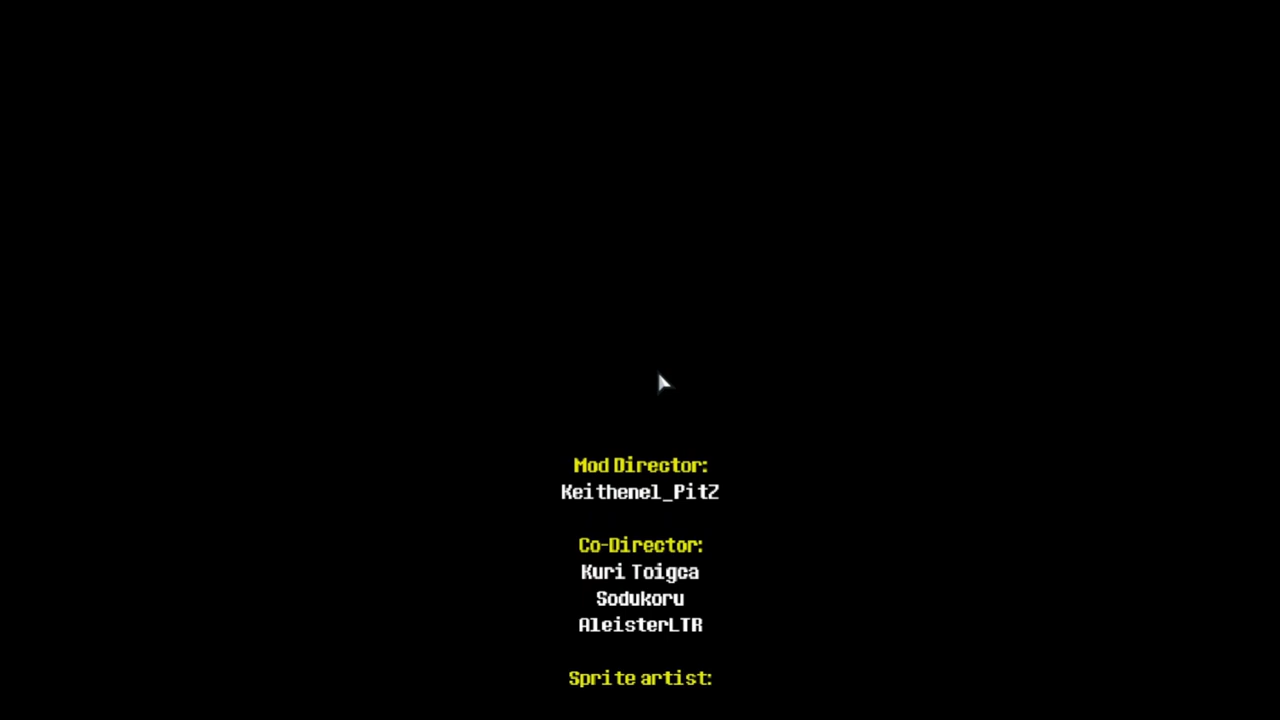 Mod Director:
Keithenel_PitZ
Co-Director:
Kuri Toigca
Sodukoru
AleisterLTR
Sprite artist: